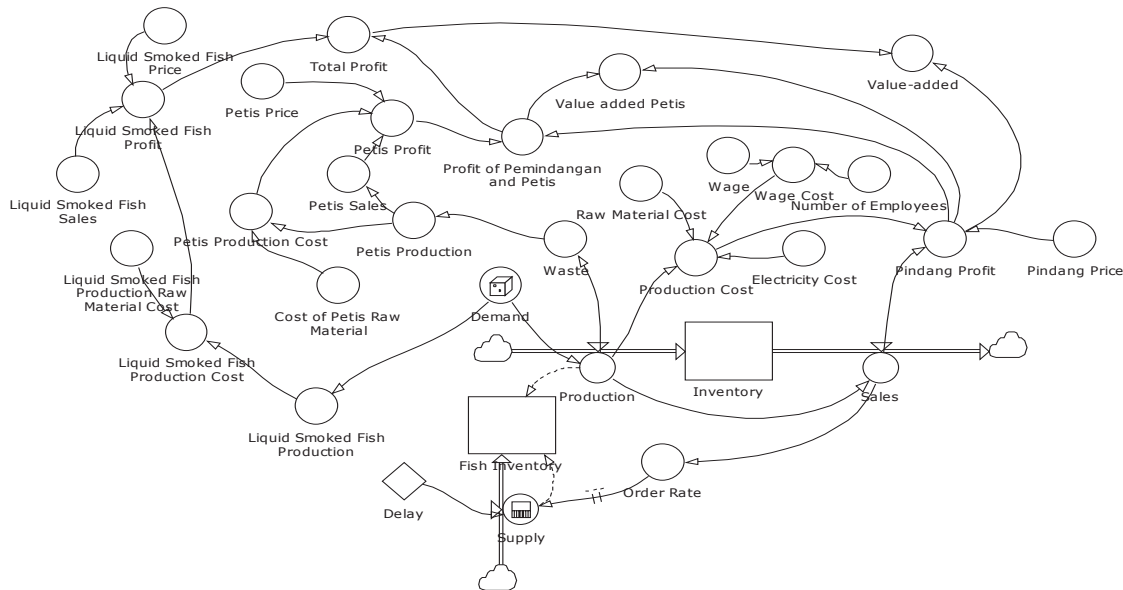 Liquid Smoked Fish
Price
Total Profit
Value-added
Petis Price
Value added Petis
Liquid Smoked Fish
Profit
Petis Profit
Profit of Pemindangan
and Petis
Wage
Wage Cost
Number of Employees
Liquid Smoked Fish
Sales
Petis Sales
Raw Material Cost
Petis Production Cost
Petis Production
Waste
Production Cost
Electricity Cost
Pindang Profit
Pindang Price
Liquid Smoked Fish
Production Raw
Material Cost
Cost of Petis Raw
Material
Demand
Liquid Smoked Fish
Production Cost
Production
Inventory
Sales
Liquid Smoked Fish
Production
Fish Inventory
Delay
Order Rate
Supply